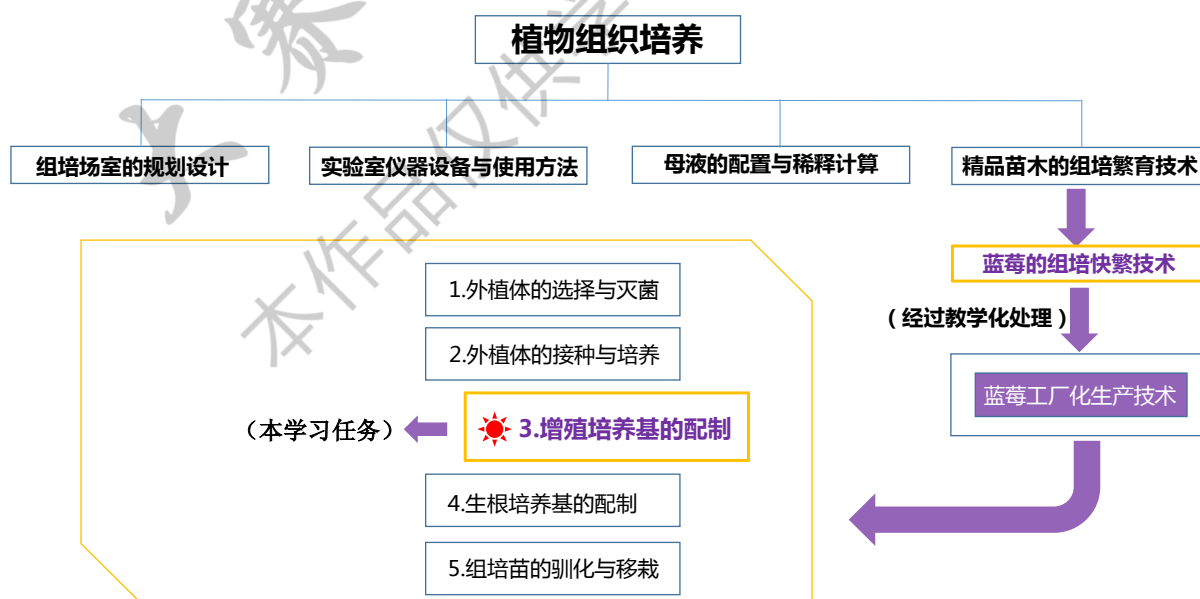 植物组织培养
组培场室的规划设计
实验室仪器设备与使用方法
母液的配置与稀释计算
精品苗木的组培繁育技术
蓝莓的组培快繁技术
（经过教学化处理）
蓝莓工厂化生产技术
1.外植体的选择与灭菌
2.外植体的接种与培养
（本学习任务）
3.增殖培养基的配制
4.生根培养基的配制
5.组培苗的驯化与移栽
大赛
本作品仅供